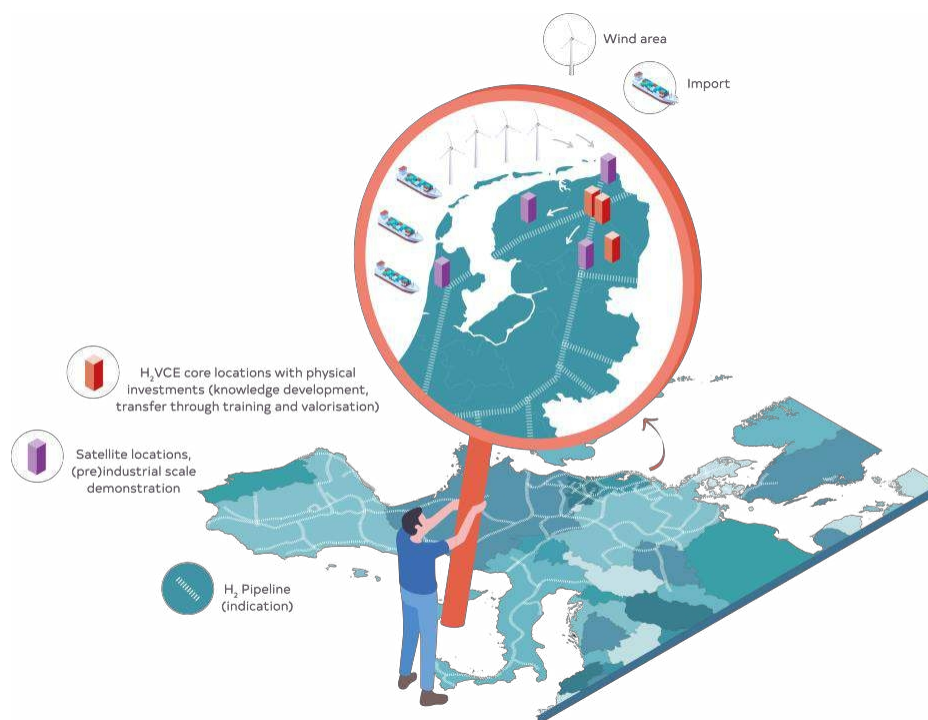 Wind area
Import
H₂VCE core locations with physical
investments (knowledge development,
transfer through training and valorisation)
Satellite locations,
(pre)industrial scale
demonstration
H₂ Pipeline
(indication)